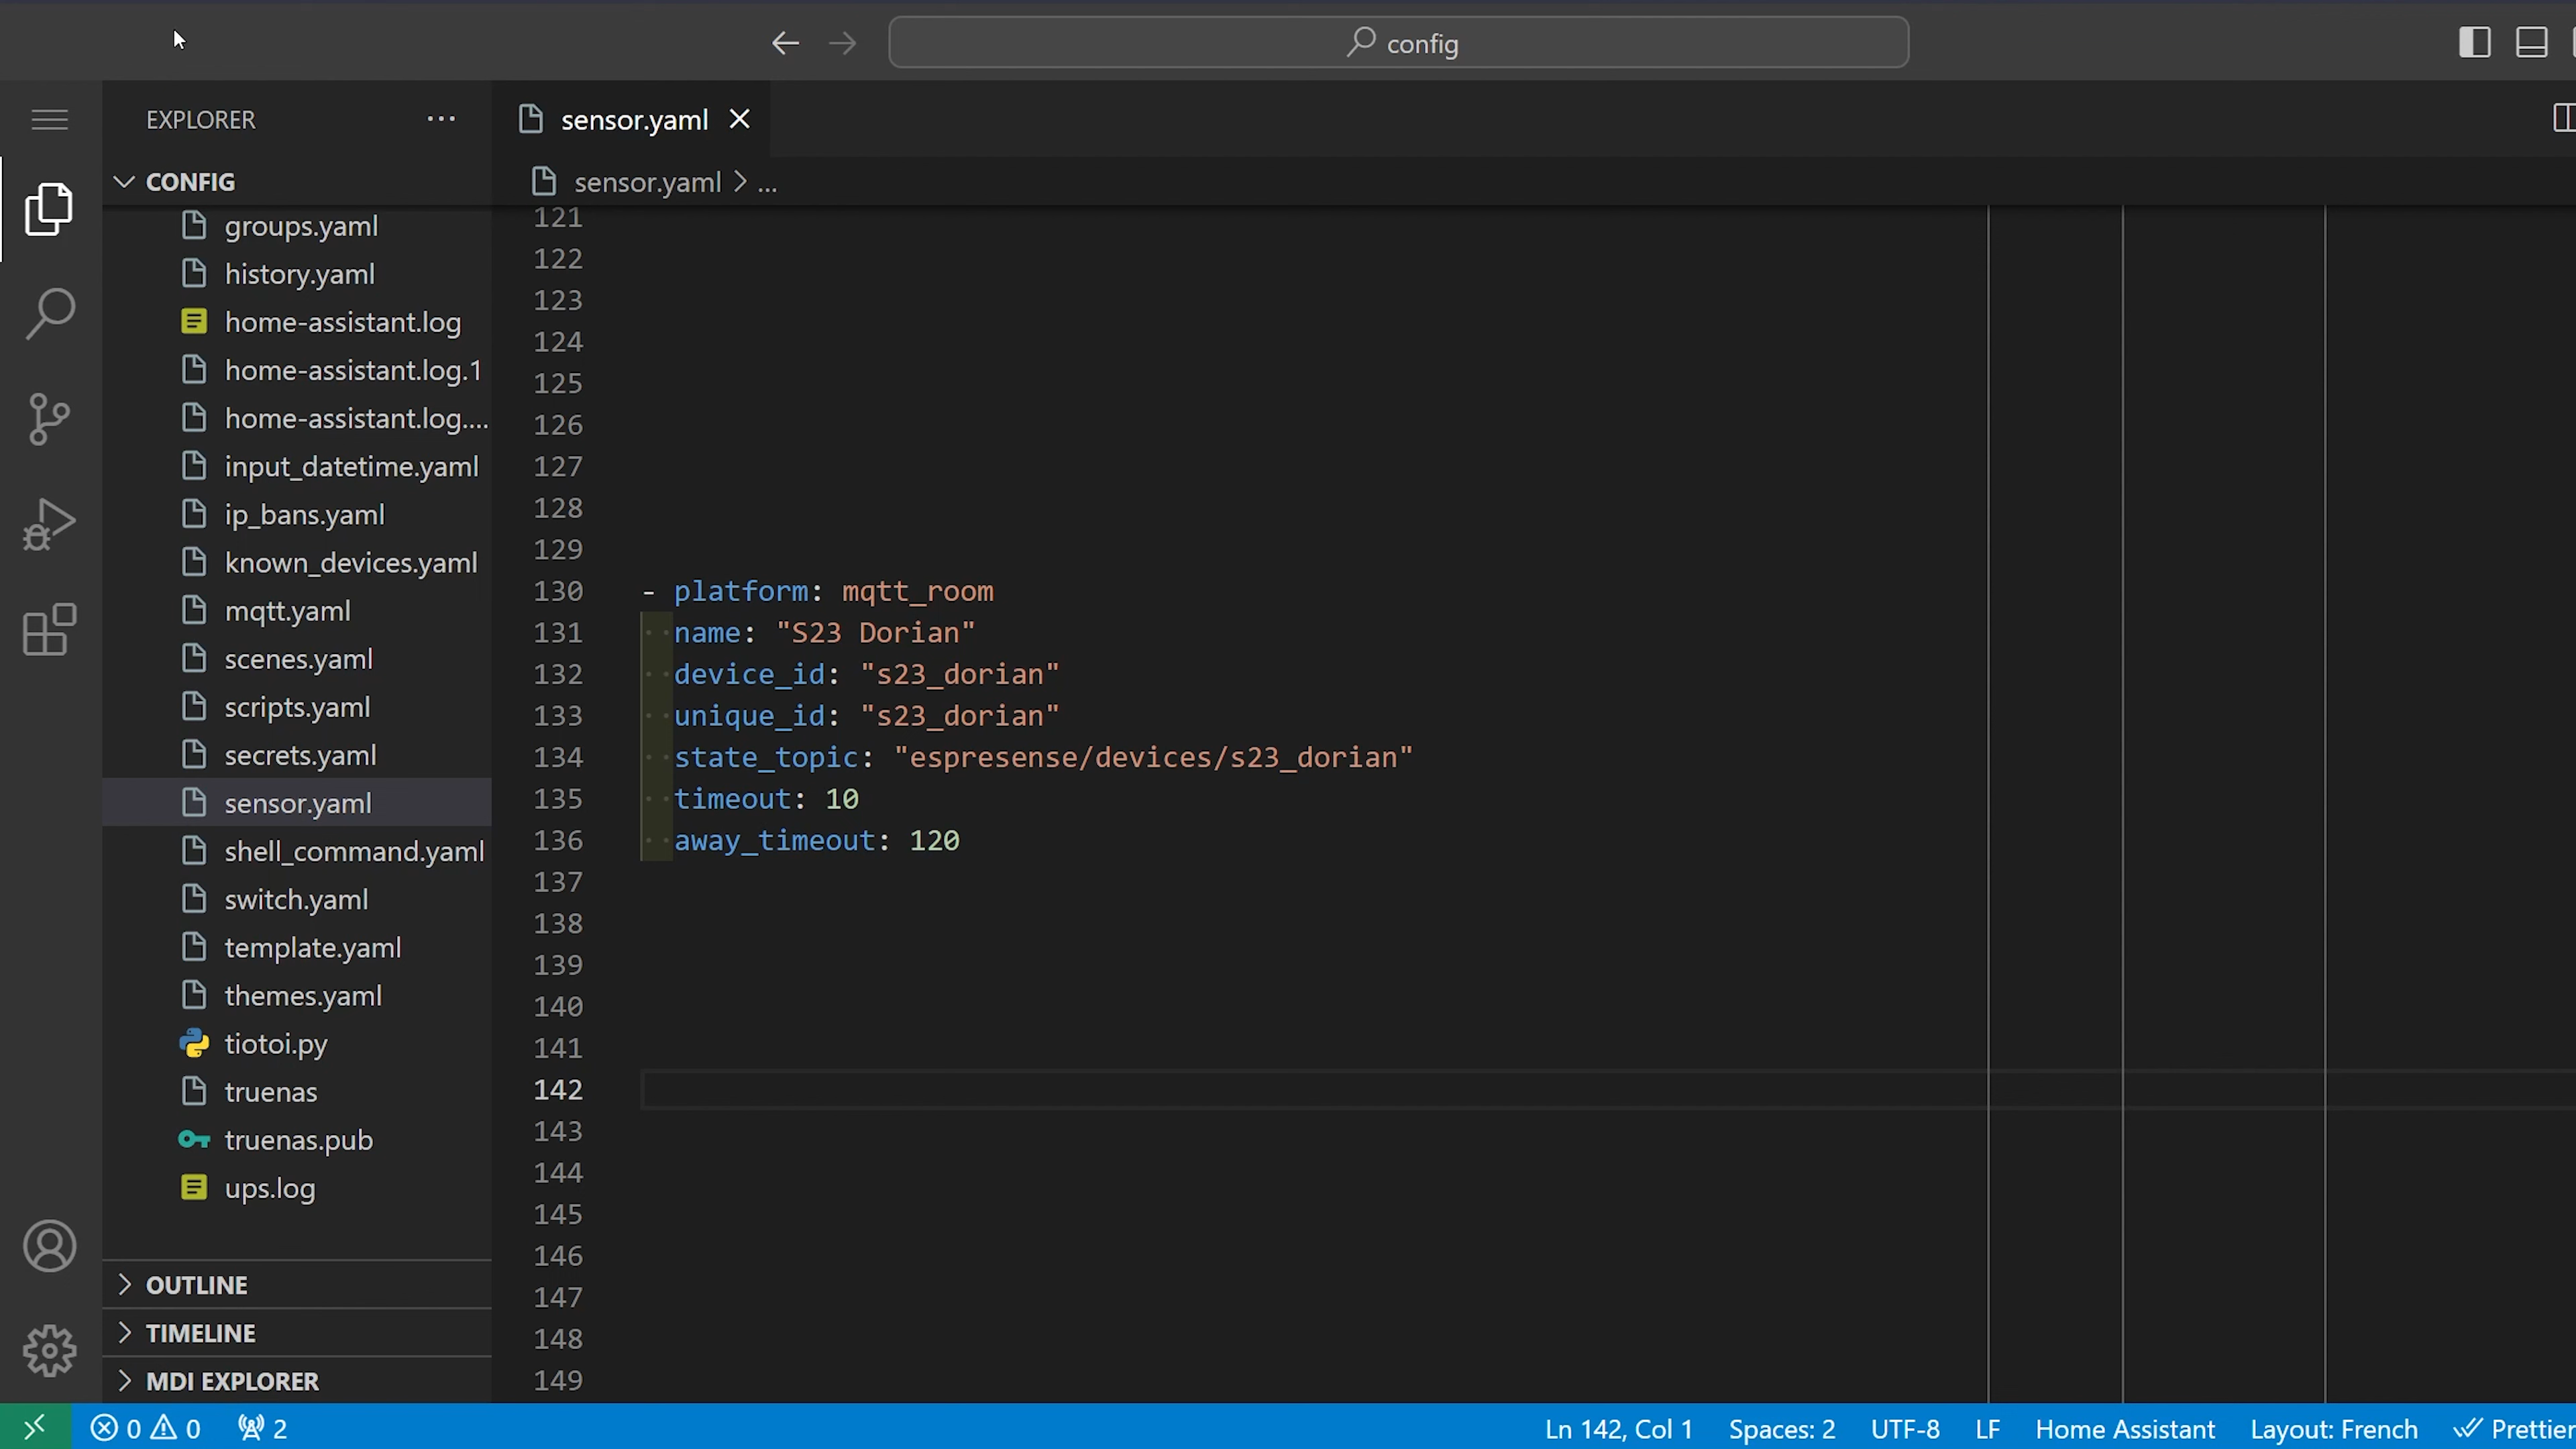 config
EXPLORER
CONFIG
groups.yaml
history.yaml
home-assistant.log
home-assistant.log.1
home-assistant.log....
input_datetime.yaml
ip_bans.yaml
known_devices.yaml
mqtt.yaml
scenes.yaml
scripts.yaml
secrets.yaml
sensor.yaml
shell_command.yaml
switch.yaml
template.yaml
themes.yaml
tiotoi.py
truenas
truenas.pub
ups.log
OUTLINE
TIMELINE
MDI EXPLORER
sensor.yaml
sensor.yaml > ...
121
122
123
124
125
126
127
128
129
130 - platform: mqtt_room
131 name: "S23 Dorian"
132 device_id: "s23_dorian"
133 unique_id: "s23_dorian"
134 state_topic: "espresense/devices/s23_dorian"
135 timeout: 10
136 away_timeout: 120
137
138
139
140
141
142
143
144
145
146
147
148
149
0 0 2 Ln 142, Col 1 Spaces: 2 UTF-8 LF Home Assistant Layout: French Prettier